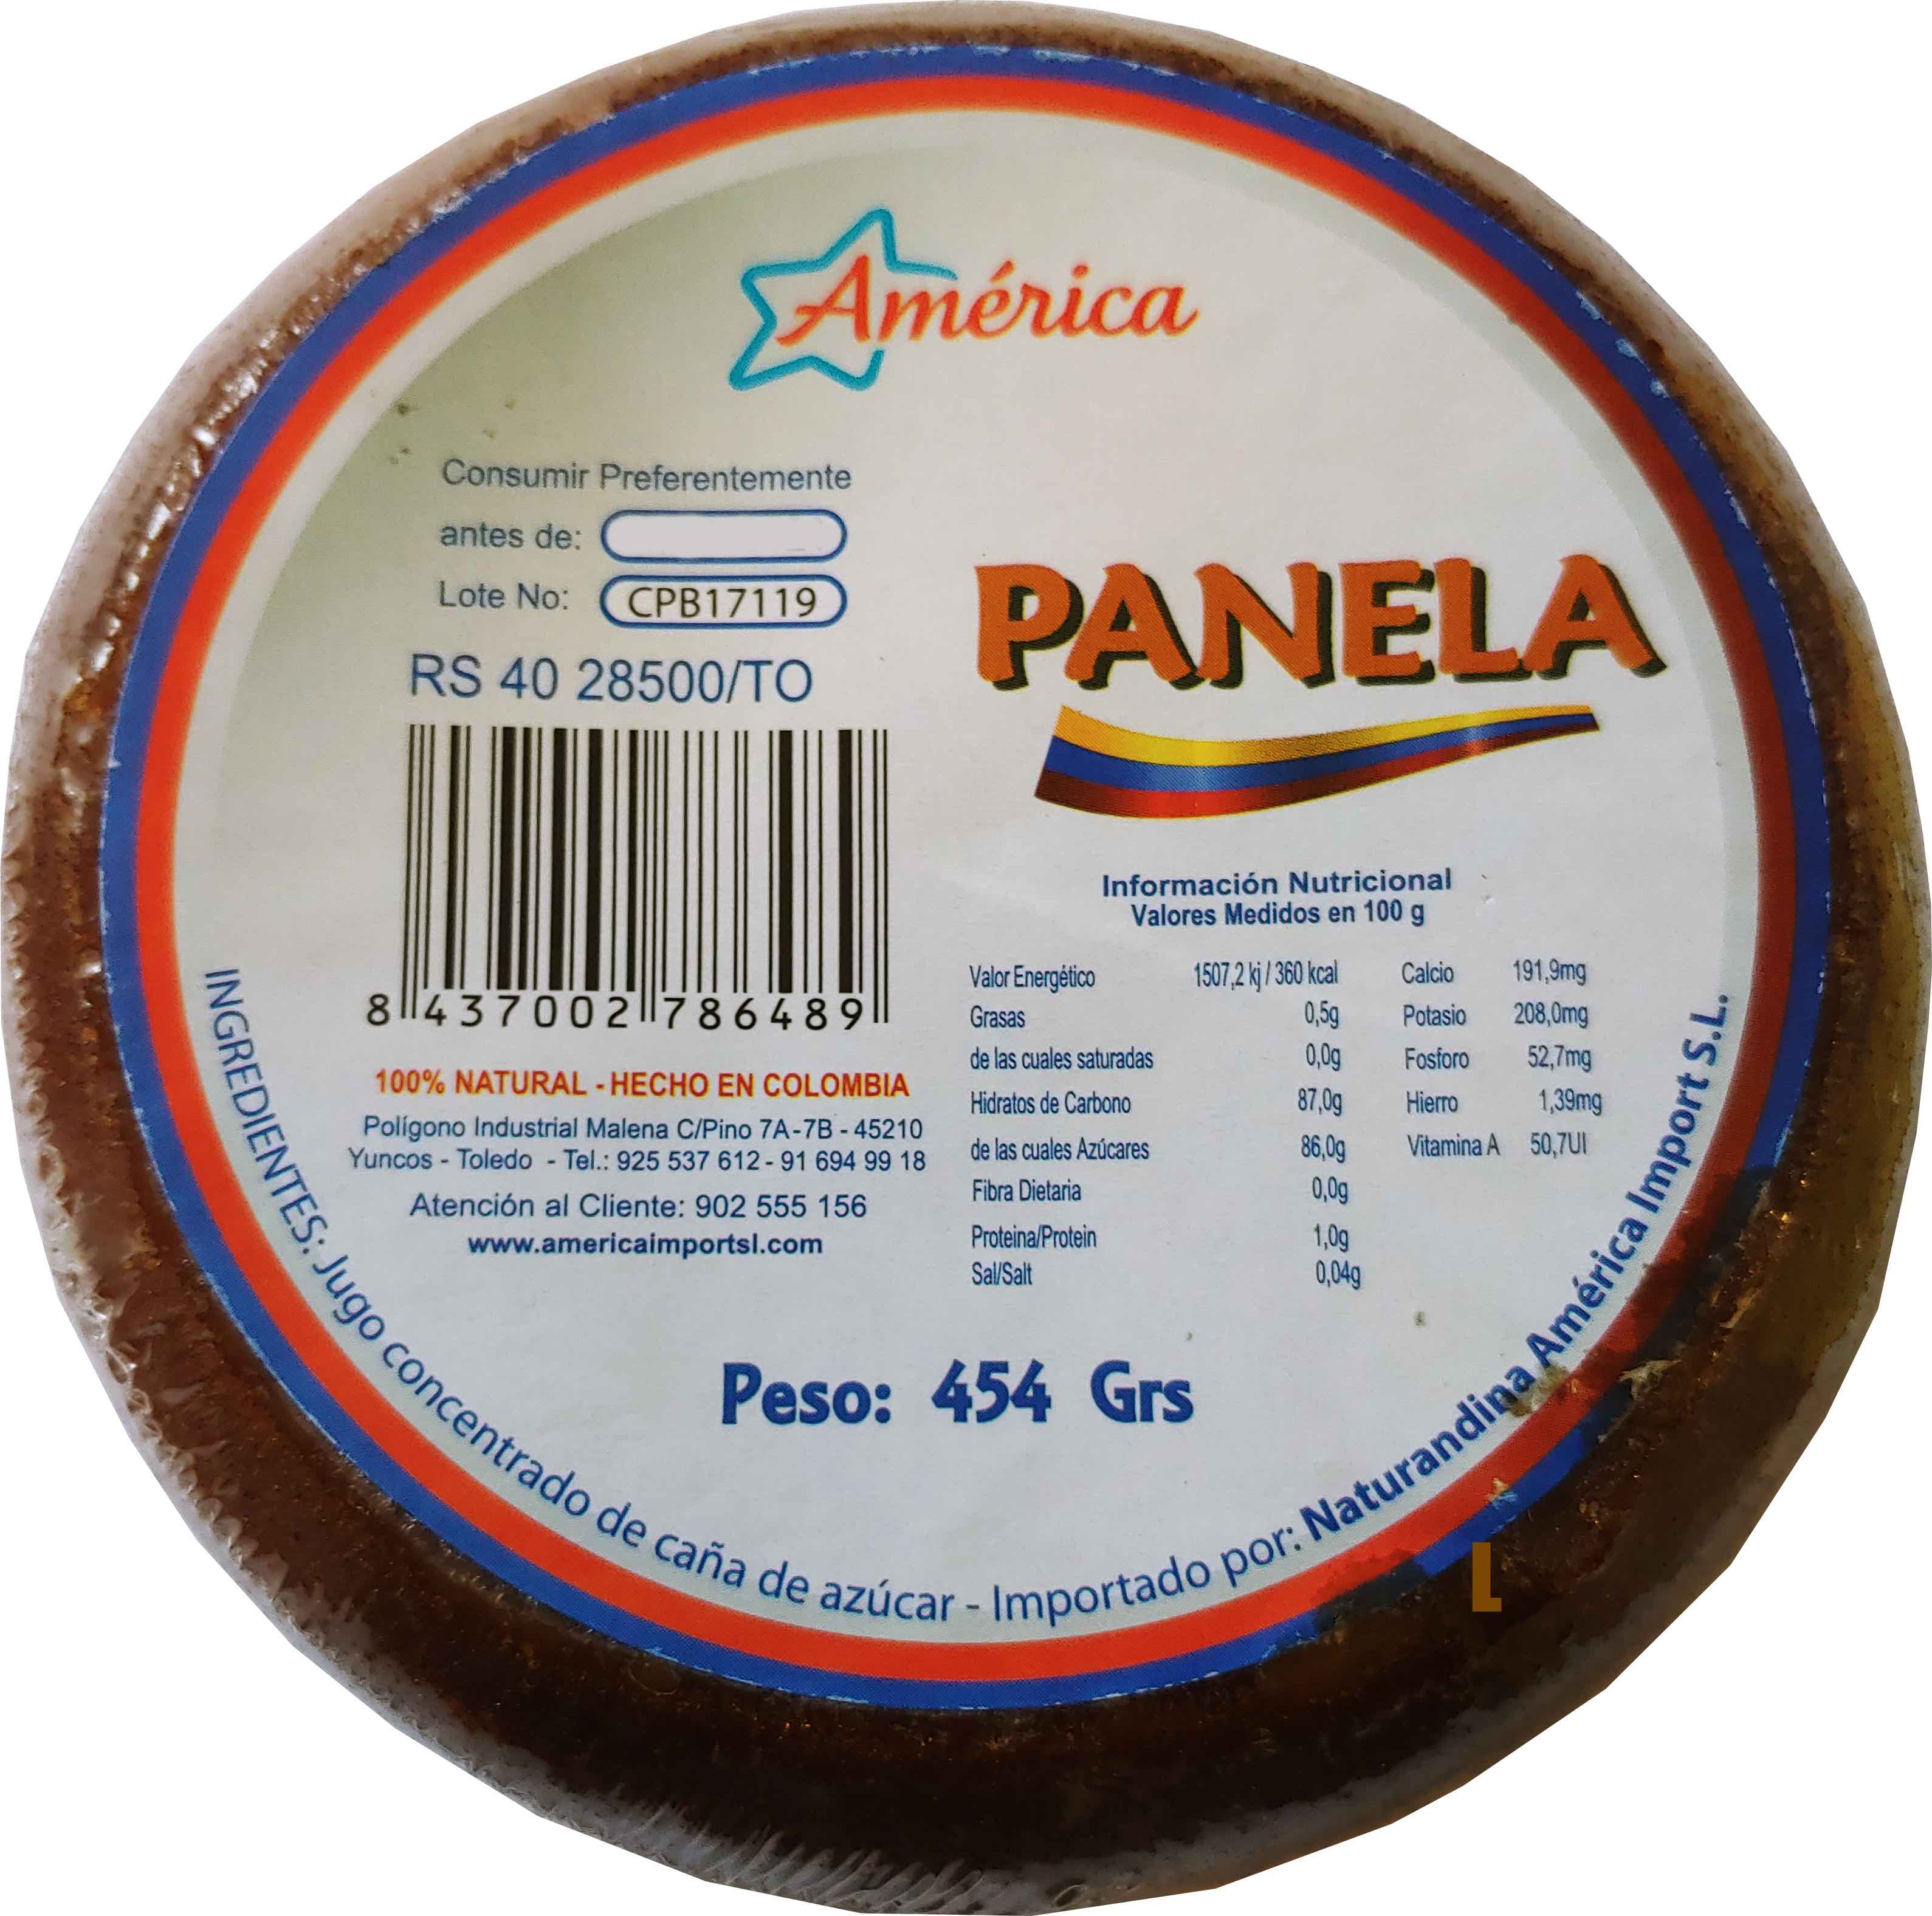 América
Consumir Preferentemente
antes de:
Lote No: CPB17119
RS 40 28500/TO
8 437002 786489
100% NATURAL - HECHO EN COLOMBIA
Polígono Industrial Malena C/Pino 7A-7B - 45210
Yuncos - Toledo - Tel.: 925 537 612 - 91 694 99 18
Atención al Cliente: 902 555 156
www.americaimportsl.com
PANELA
Información Nutricional
Valores Medidos en 100 g
Valor Energético 1507,2 kj / 360 kcal Calcio 191,9mg
Grasas 0,5g Potasio 208,0mg
de las cuales saturadas 0,0g Fosforo 52,7mg
Hidratos de Carbono 87,0g Hierro 1,39mg
de las cuales Azúcares 86,0g Vitamina A 50,7UI
Fibra Dietaria 0,0g
Proteina/Protein 1,0g
Sal/Salt 0,04g
Peso: 454 Grs
INGREDIENTES: Jugo concentrado de caña de azúcar - Importado por: Naturandina América Import S.L.
L